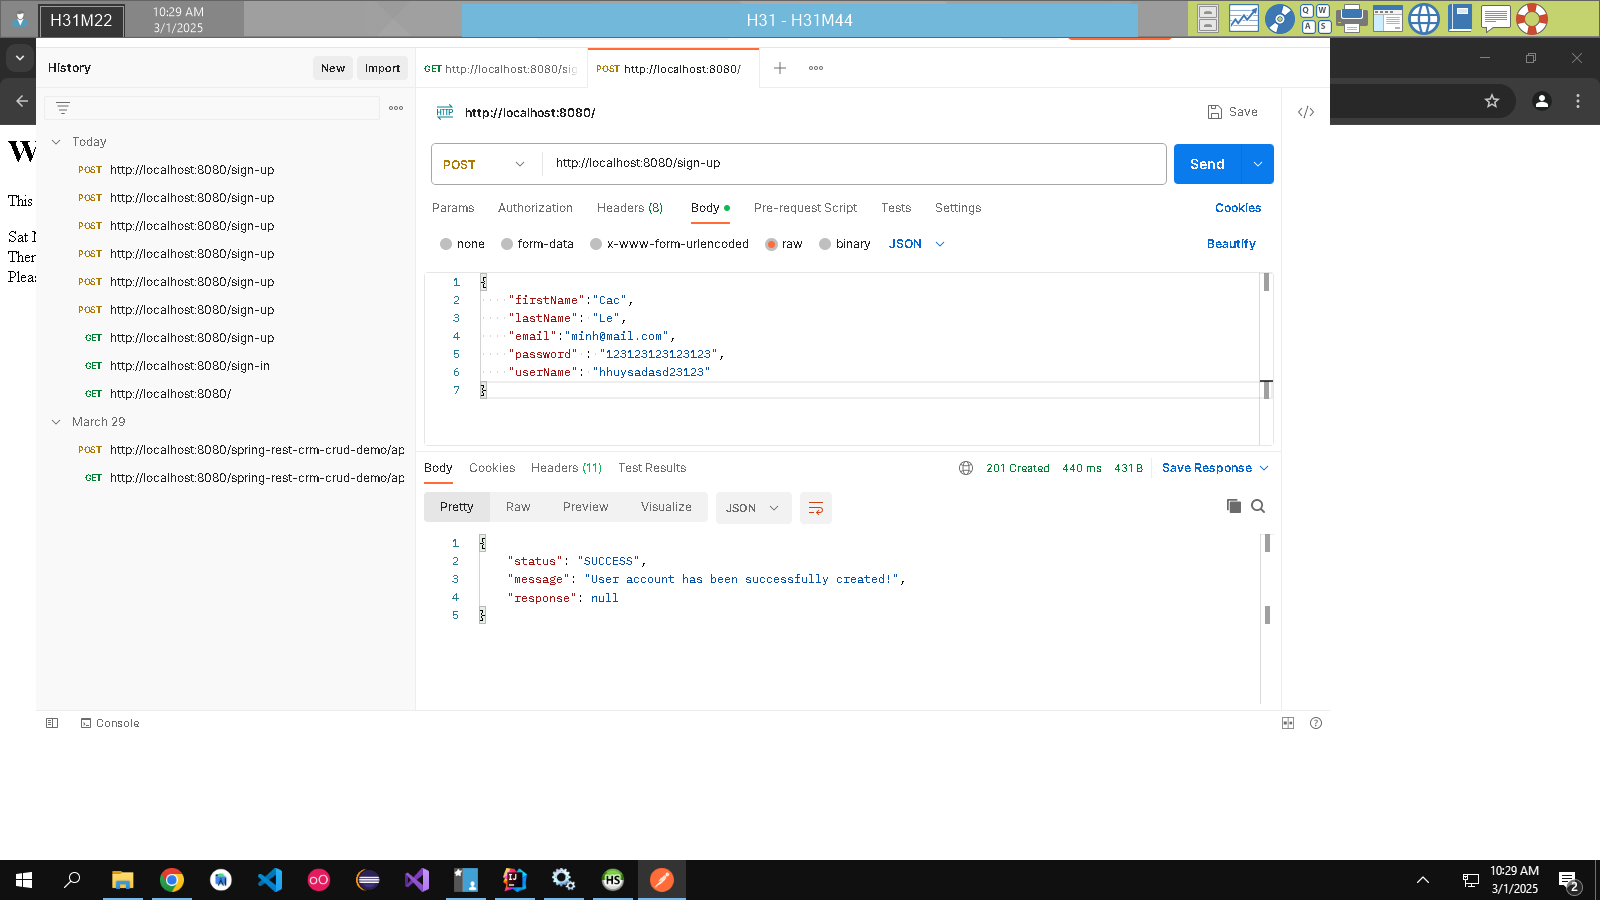 H31M22
10:29 AM
3/1/2025
H31 - H31M44
Q W
A S
W
This
Sat
Ther
Pleas
History
New
Import
Today
POST http://localhost:8080/sign-up
POST http://localhost:8080/sign-up
POST http://localhost:8080/sign-up
POST http://localhost:8080/sign-up
POST http://localhost:8080/sign-up
POST http://localhost:8080/sign-up
GET http://localhost:8080/sign-up
GET http://localhost:8080/sign-in
GET http://localhost:8080/
March 29
POST http://localhost:8080/spring-rest-crm-crud-demo/ap
GET http://localhost:8080/spring-rest-crm-crud-demo/ap
GET http://localhost:8080/sig
POST http://localhost:8080/
HTTP http://localhost:8080/
Save
POST
http://localhost:8080/sign-up
Send
Params Authorization Headers (8) Body Pre-request Script Tests Settings Cookies
none form-data x-www-form-urlencoded raw binary JSON Beautify
1 {
2 "firstName":"Cac",
3 "lastName": "Le",
4 "email":"minh@mail.com",
5 "password" : "123123123123123",
6 "userName": "hhuysadasd23123"
7 }
Body Cookies Headers (11) Test Results
201 Created 440 ms 431 B Save Response
Pretty Raw Preview Visualize JSON
1 {
2 "status": "SUCCESS",
3 "message": "User account has been successfully created!",
4 "response": null
5 }
Console
HS
10:29 AM
3/1/2025
2